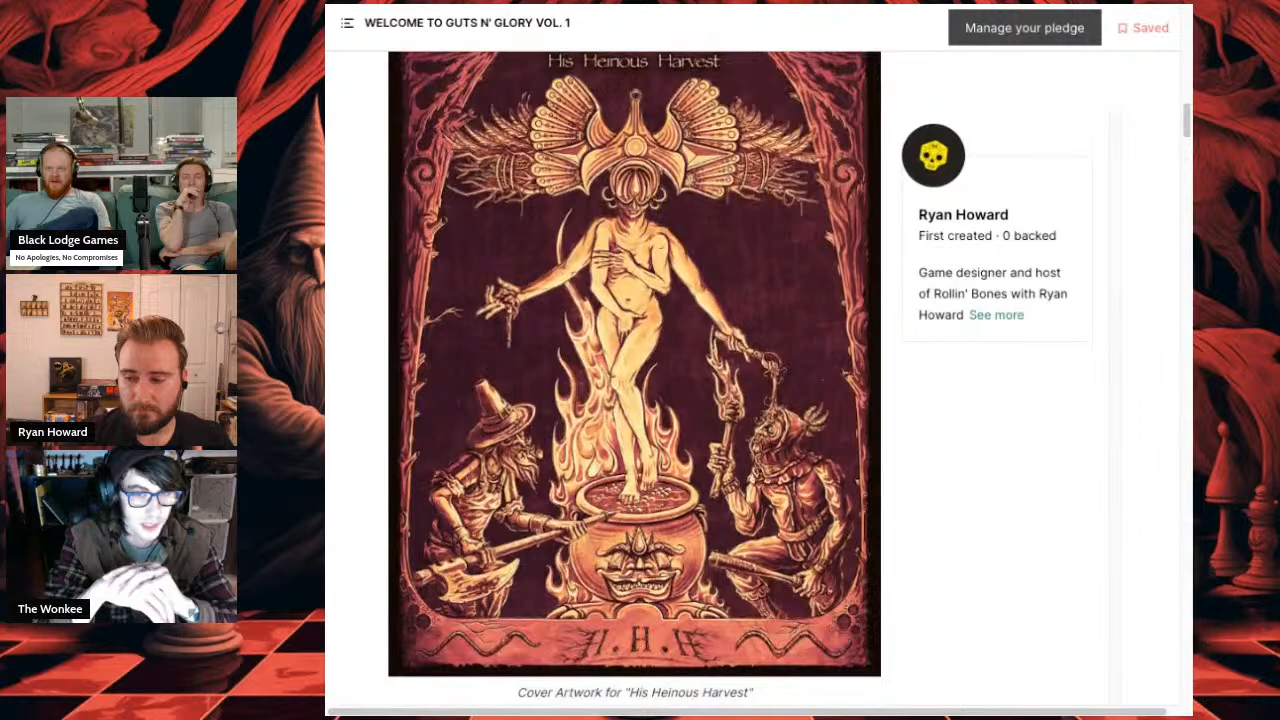 WELCOME TO GUTS N' GLORY VOL. 1
Manage your pledge
Saved
His Heinous Harvest
Ryan Howard
First created · 0 backed
Game designer and host
of Rollin' Bones with Ryan
Howard See more
H.H.H
Cover Artwork for "His Heinous Harvest"
Black Lodge Games
No Apologies, No Compromises
Ryan Howard
The Wonkee